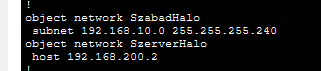 !
object network SzabadHalo
 subnet 192.168.10.0 255.255.255.240
object network SzerverHalo
 host 192.168.200.2
!